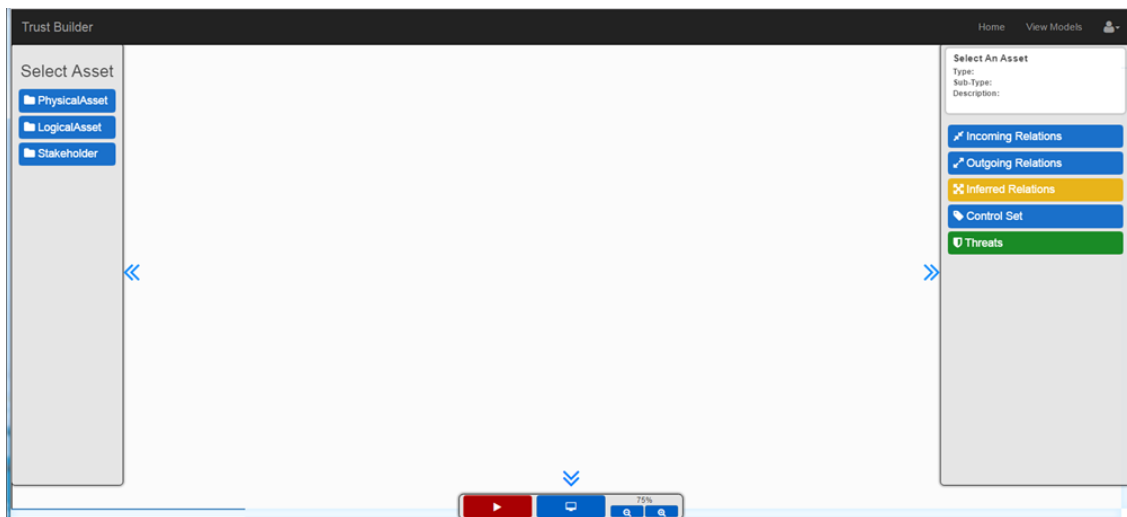 Trust Builder
Home
View Models
Select Asset
PhysicalAsset
LogicalAsset
Stakeholder
Select An Asset
Type:
Sub-Type:
Description:
Incoming Relations
Outgoing Relations
Inferred Relations
Control Set
Threats
75%